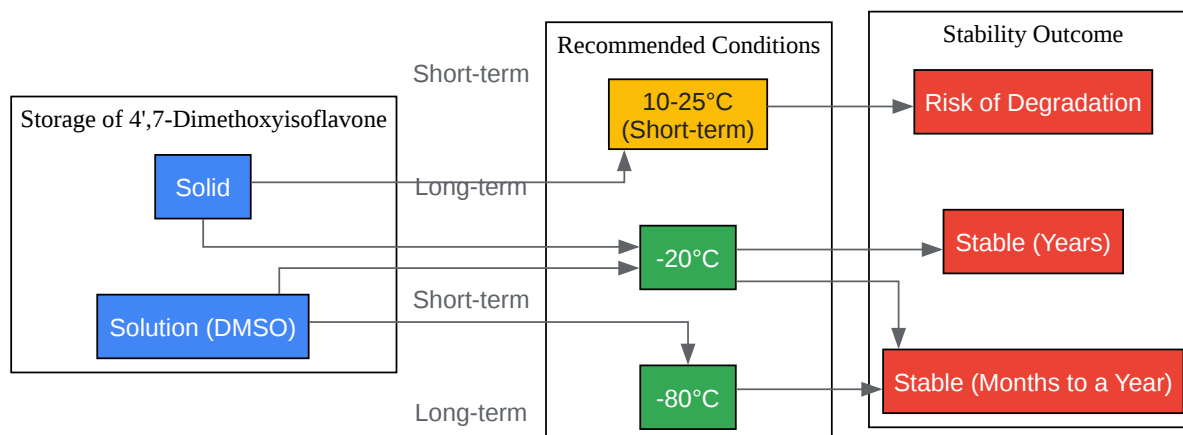 Storage of 4',7-Dimethoxyisoflavone
Solid
Solution (DMSO)
Short-term
Long-term
Short-term
Long-term
Recommended Conditions
10-25°C
(Short-term)
-20°C
-80°C
Stability Outcome
Risk of Degradation
Stable (Years)
Stable (Months to a Year)